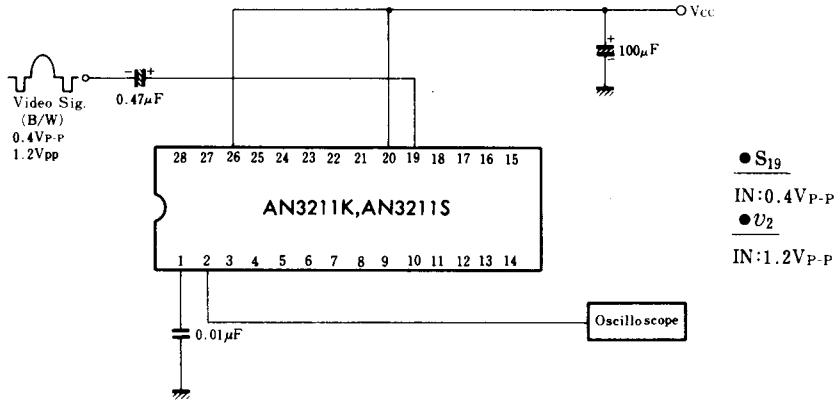 Vcc
100μF
0.47μF
Video Sig.
(B/W)
0.4VP-P
1.2Vpp
28 27 26 25 24 23 22 21 20 19 18 17 16 15
AN3211K,AN3211S
1 2 3 4 5 6 7 8 9 10 11 12 13 14
● S19
IN:0.4VP-P
● υ2
IN:1.2VP-P
0.01μF
Oscilloscope